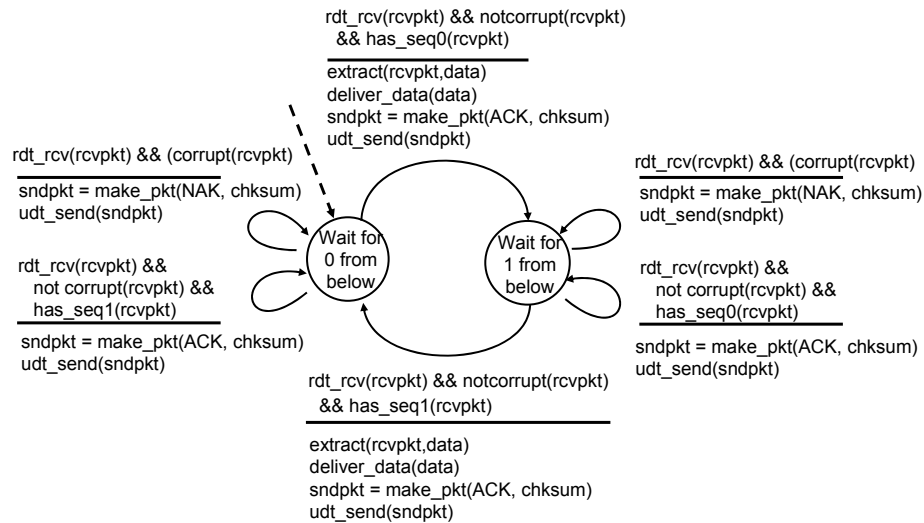 rdt_rcv(rcvpkt) && notcorrupt(rcvpkt)
&& has_seq0(rcvpkt)
extract(rcvpkt,data)
deliver_data(data)
sndpkt = make_pkt(ACK, chksum)
udt_send(sndpkt)
rdt_rcv(rcvpkt) && (corrupt(rcvpkt)
sndpkt = make_pkt(NAK, chksum)
udt_send(sndpkt)
rdt_rcv(rcvpkt) &&
not corrupt(rcvpkt) &&
has_seq1(rcvpkt)
sndpkt = make_pkt(ACK, chksum)
udt_send(sndpkt)
Wait for
0 from
below
Wait for
1 from
below
rdt_rcv(rcvpkt) && (corrupt(rcvpkt)
sndpkt = make_pkt(NAK, chksum)
udt_send(sndpkt)
rdt_rcv(rcvpkt) &&
not corrupt(rcvpkt) &&
has_seq0(rcvpkt)
sndpkt = make_pkt(ACK, chksum)
udt_send(sndpkt)
rdt_rcv(rcvpkt) && notcorrupt(rcvpkt)
&& has_seq1(rcvpkt)
extract(rcvpkt,data)
deliver_data(data)
sndpkt = make_pkt(ACK, chksum)
udt_send(sndpkt)